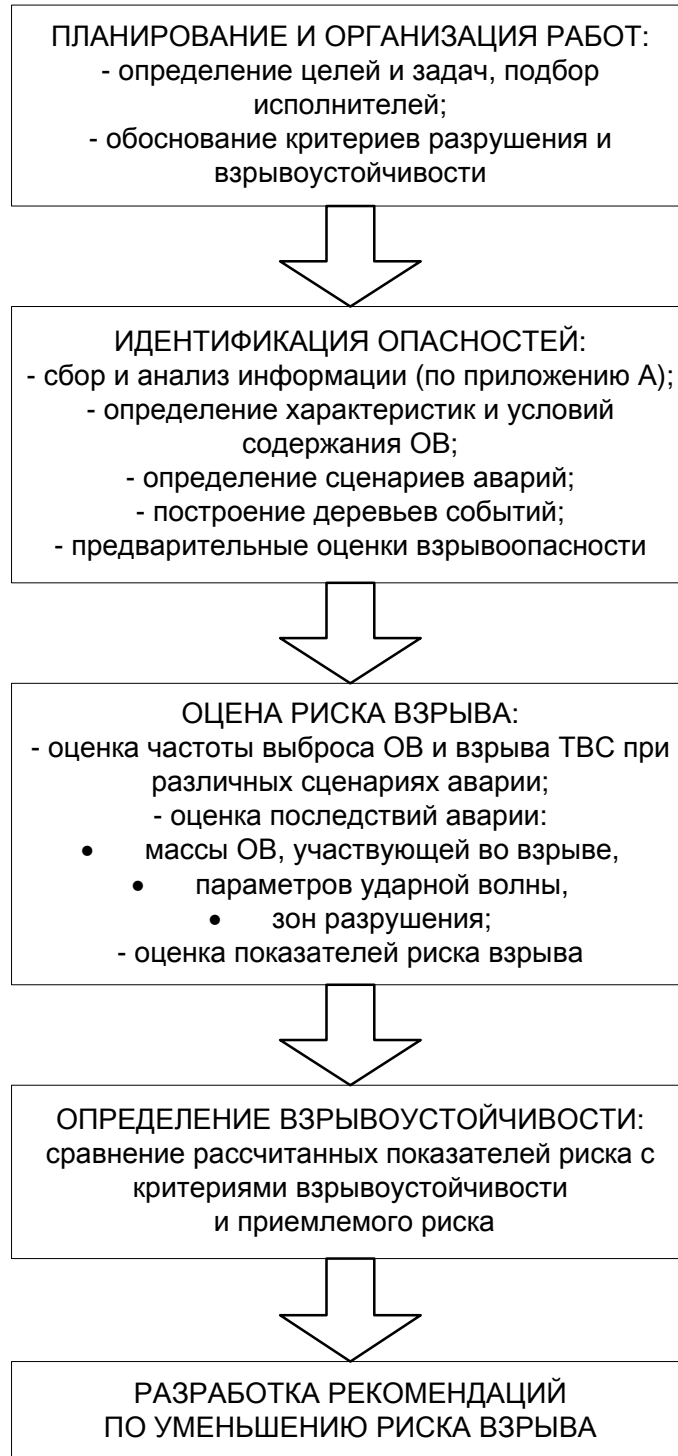 ПЛАНИРОВАНИЕ И ОРГАНИЗАЦИЯ РАБОТ:
- определение целей и задач, подбор
исполнителей;
- обоснование критериев разрушения и
взрывоустойчивости
ИДЕНТИФИКАЦИЯ ОПАСНОСТЕЙ:
- сбор и анализ информации (по приложению А);
- определение характеристик и условий
содержания ОВ;
- определение сценариев аварий;
- построение деревьев событий;
- предварительные оценки взрывоопасности
ОЦЕНА РИСКА ВЗРЫВА:
- оценка частоты выброса ОВ и взрыва ТВС при
различных сценариях аварии;
- оценка последствий аварии:
• массы ОВ, участвующей во взрыве,
• параметров ударной волны,
• зон разрушения;
- оценка показателей риска взрыва
ОПРЕДЕЛЕНИЕ ВЗРЫВОУСТОЙЧИВОСТИ:
сравнение рассчитанных показателей риска с
критериями взрывоустойчивости
и приемлемого риска
РАЗРАБОТКА РЕКОМЕНДАЦИЙ
ПО УМЕНЬШЕНИЮ РИСКА ВЗРЫВА